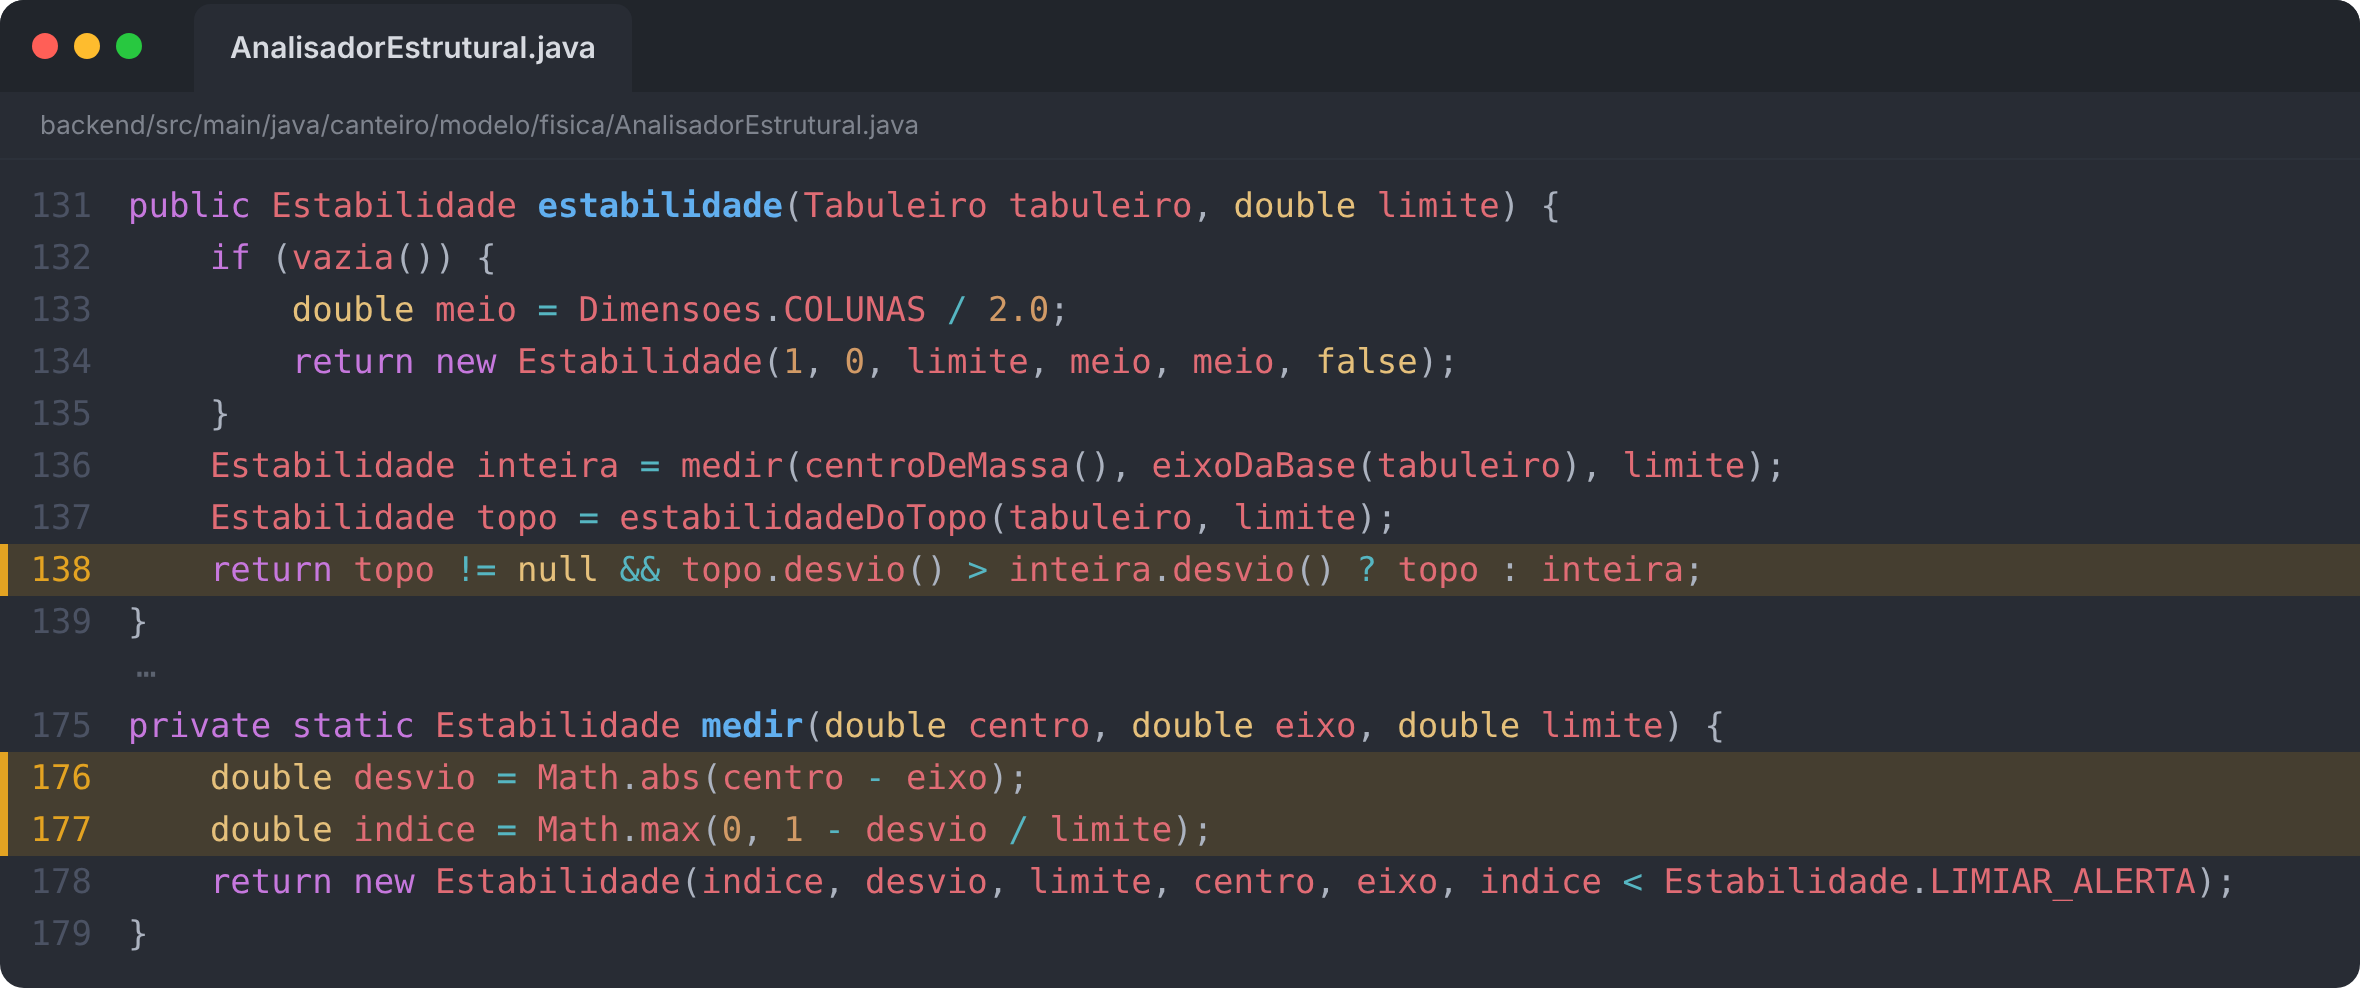 AnalisadorEstrutural.java
backend/src/main/java/canteiro/modelo/fisica/AnalisadorEstrutural.java
131 public Estabilidade estabilidade(Tabuleiro tabuleiro, double limite) {
132     if (vazia()) {
133         double meio = Dimensoes.COLUNAS / 2.0;
134         return new Estabilidade(1, 0, limite, meio, meio, false);
135     }
136     Estabilidade inteira = medir(centroDeMassa(), eixoDaBase(tabuleiro), limite);
137     Estabilidade topo = estabilidadeDoTopo(tabuleiro, limite);
138     return topo != null && topo.desvio() > inteira.desvio() ? topo : inteira;
139 }
…
175 private static Estabilidade medir(double centro, double eixo, double limite) {
176     double desvio = Math.abs(centro - eixo);
177     double indice = Math.max(0, 1 - desvio / limite);
178     return new Estabilidade(indice, desvio, limite, centro, eixo, indice < Estabilidade.LIMIAR_ALERTA);
179 }